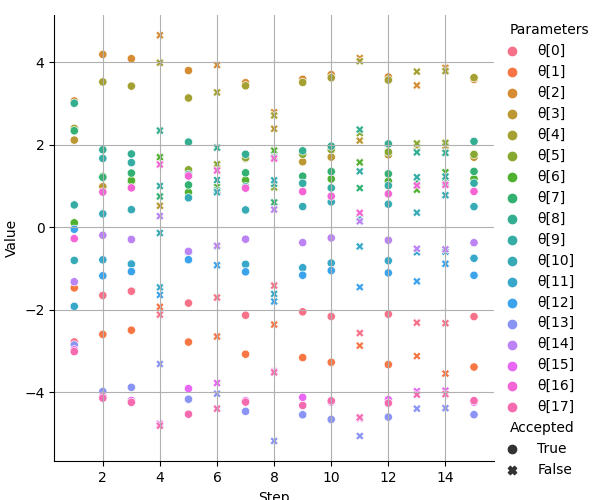 Parameters
θ[0]
θ[1]
θ[2]
θ[3]
θ[4]
θ[5]
θ[6]
θ[7]
θ[8]
θ[9]
θ[10]
θ[11]
θ[12]
θ[13]
θ[14]
θ[15]
θ[16]
θ[17]
Accepted
True
False
Value
4
2
0
−2
−4
2
4
6
8
10
12
14
Step